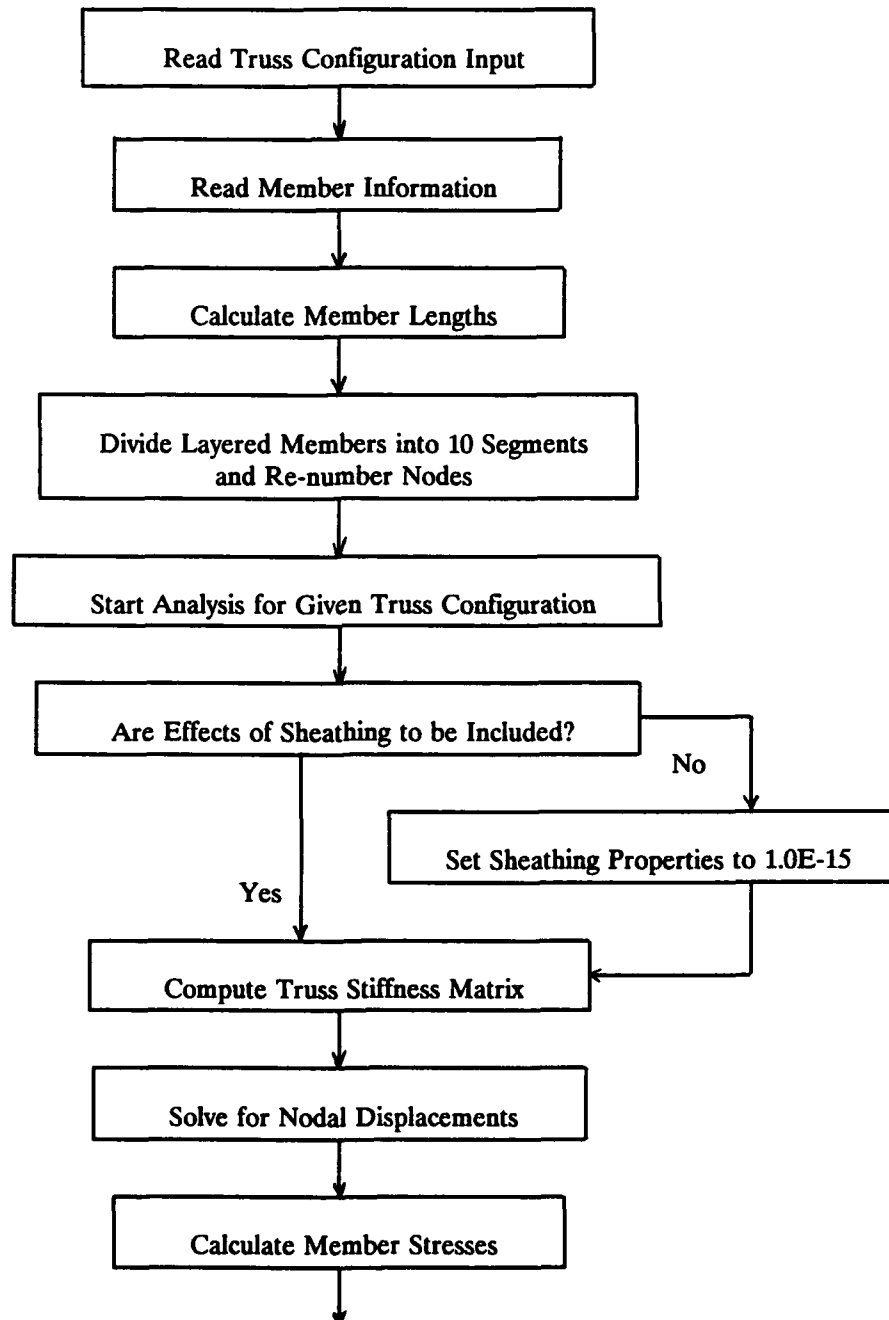 Read Truss Configuration Input
Read Member Information
Calculate Member Lengths
Divide Layered Members into 10 Segments
and Re-number Nodes
Start Analysis for Given Truss Configuration
Are Effects of Sheathing to be Included?
No
Set Sheathing Properties to 1.0E-15
Yes
Compute Truss Stiffness Matrix
Solve for Nodal Displacements
Calculate Member Stresses